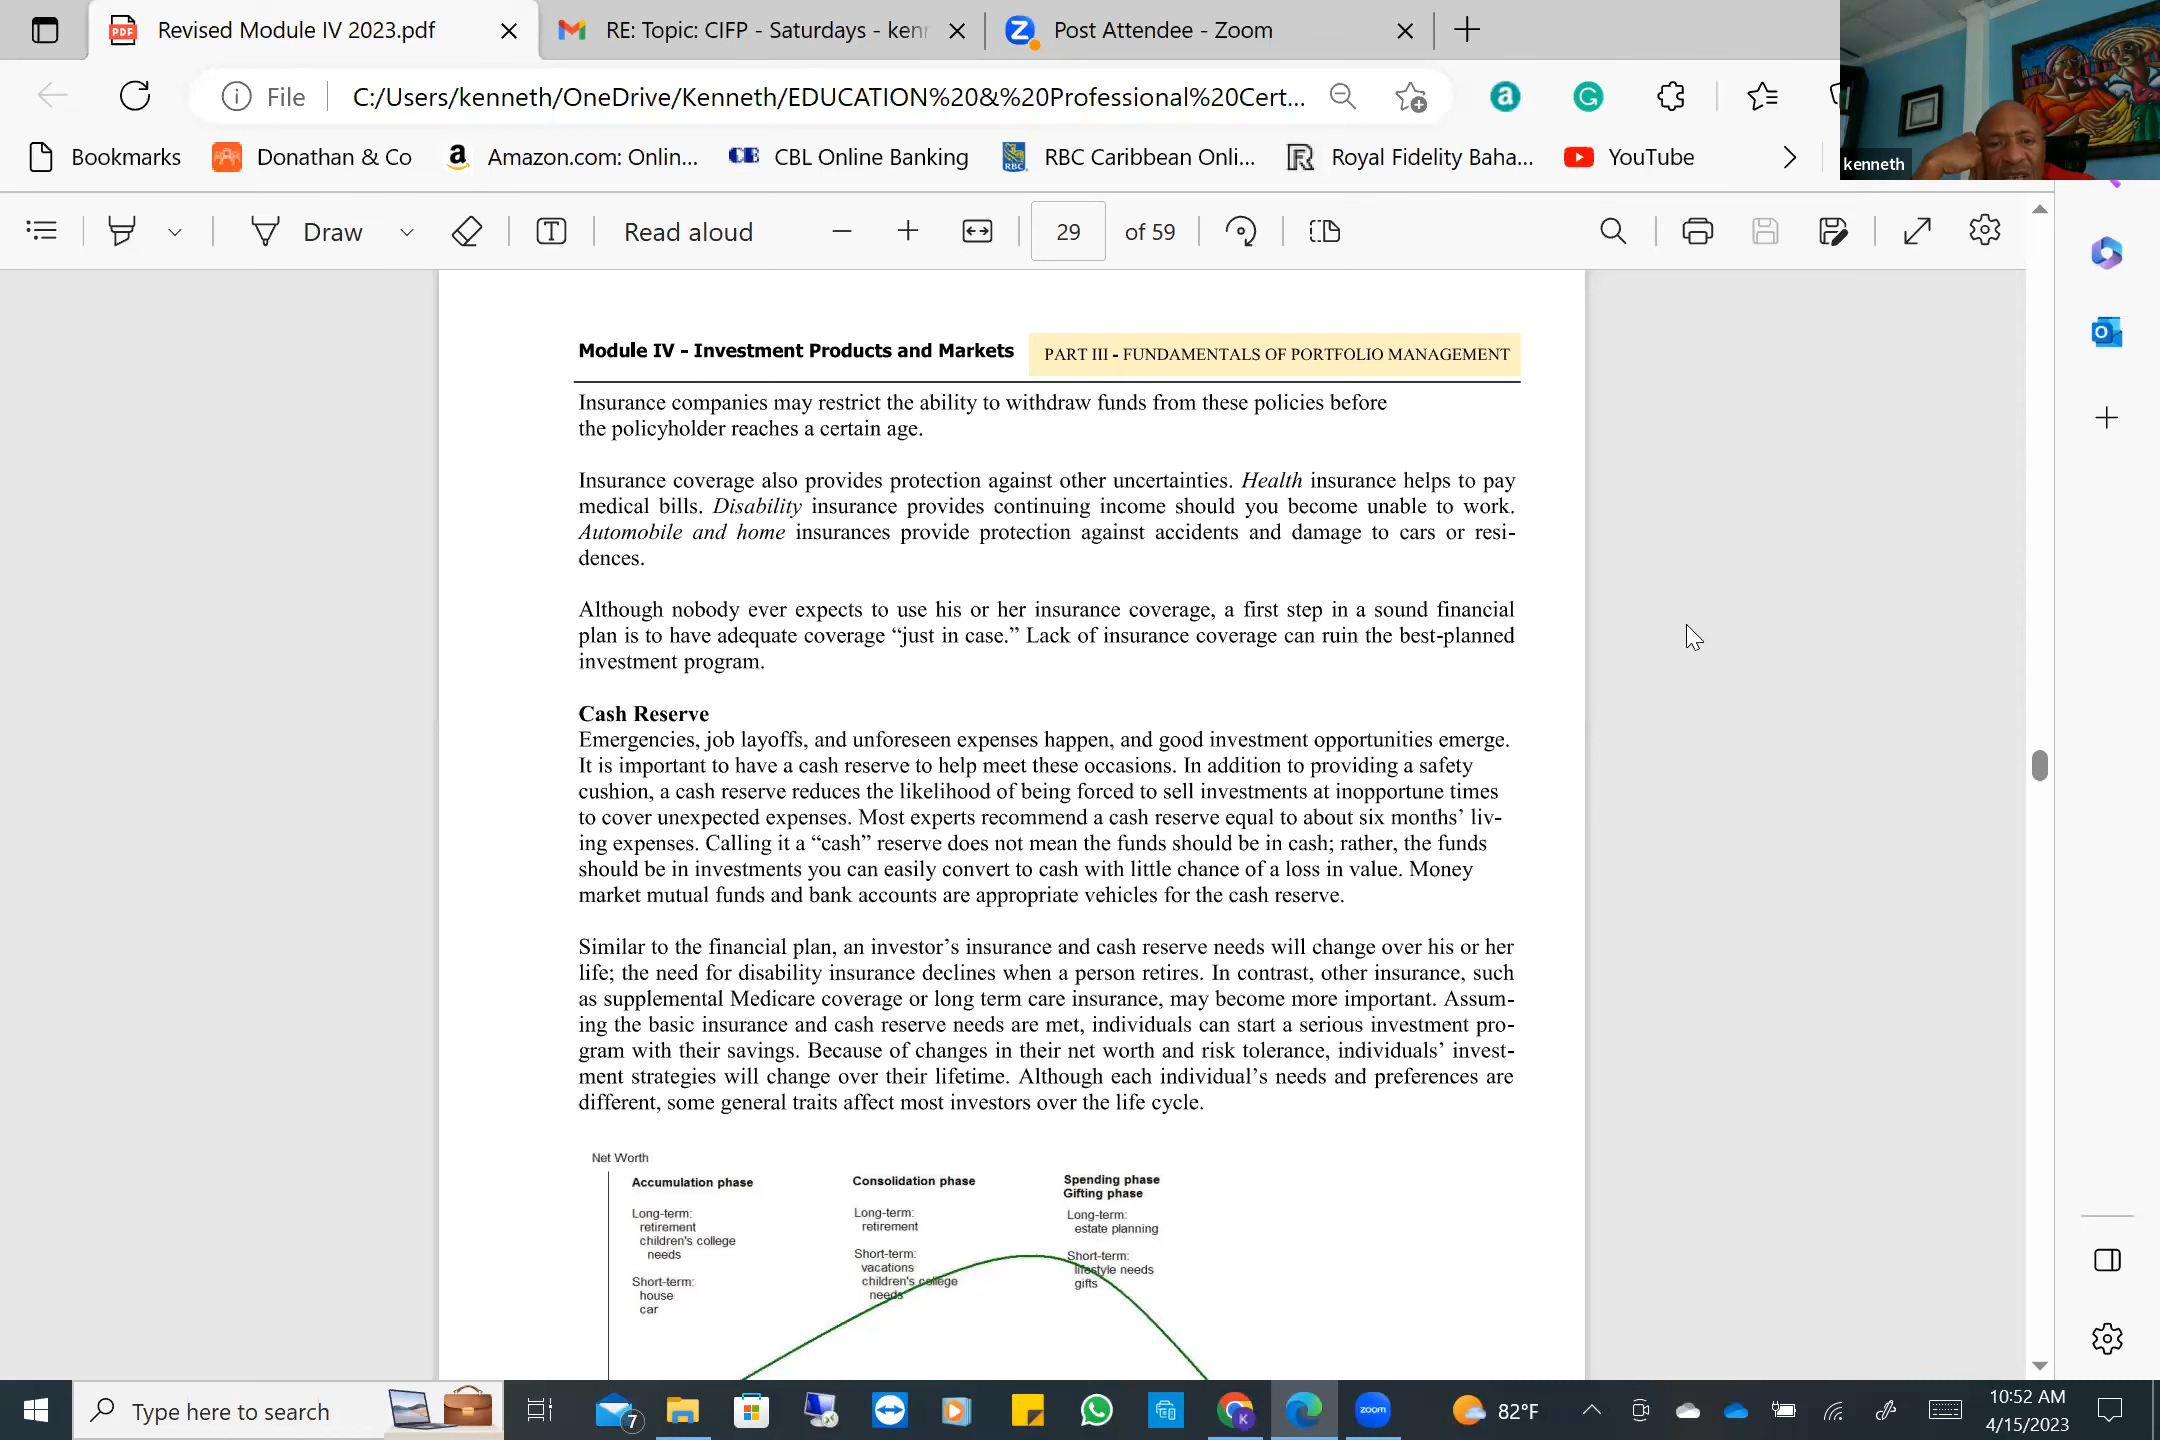 Revised Module IV 2023.pdf
RE: Topic: CIFP - Saturdays - ken
Post Attendee - Zoom
File
C:/Users/kenneth/OneDrive/Kenneth/EDUCATION%20&%20Professional%20Cert...
Bookmarks
Donathan & Co
Amazon.com: Onlin...
CBL Online Banking
RBC Caribbean Onli...
Royal Fidelity Baha...
YouTube
kenneth
Draw
Read aloud
29
of 59
Module IV - Investment Products and Markets
PART III - FUNDAMENTALS OF PORTFOLIO MANAGEMENT
Insurance companies may restrict the ability to withdraw funds from these policies before
the policyholder reaches a certain age.
Insurance coverage also provides protection against other uncertainties. Health insurance helps to pay
medical bills. Disability insurance provides continuing income should you become unable to work.
Automobile and home insurances provide protection against accidents and damage to cars or resi-
dences.
Although nobody ever expects to use his or her insurance coverage, a first step in a sound financial
plan is to have adequate coverage “just in case.” Lack of insurance coverage can ruin the best-planned
investment program.
Cash Reserve
Emergencies, job layoffs, and unforeseen expenses happen, and good investment opportunities emerge.
It is important to have a cash reserve to help meet these occasions. In addition to providing a safety
cushion, a cash reserve reduces the likelihood of being forced to sell investments at inopportune times
to cover unexpected expenses. Most experts recommend a cash reserve equal to about six months’ liv-
ing expenses. Calling it a “cash” reserve does not mean the funds should be in cash; rather, the funds
should be in investments you can easily convert to cash with little chance of a loss in value. Money
market mutual funds and bank accounts are appropriate vehicles for the cash reserve.
Similar to the financial plan, an investor’s insurance and cash reserve needs will change over his or her
life; the need for disability insurance declines when a person retires. In contrast, other insurance, such
as supplemental Medicare coverage or long term care insurance, may become more important. Assum-
ing the basic insurance and cash reserve needs are met, individuals can start a serious investment pro-
gram with their savings. Because of changes in their net worth and risk tolerance, individuals’ invest-
ment strategies will change over their lifetime. Although each individual’s needs and preferences are
different, some general traits affect most investors over the life cycle.
Net Worth
Accumulation phase
Long-term:
retirement
children's college
needs
Short-term:
house
car
Consolidation phase
Long-term:
retirement
Short-term:
vacations
children's college
needs
Spending phase
Gifting phase
Long-term:
estate planning
Short-term:
lifestyle needs
gifts
Type here to search
7
zoom
82°F
10:52 AM
4/15/2023